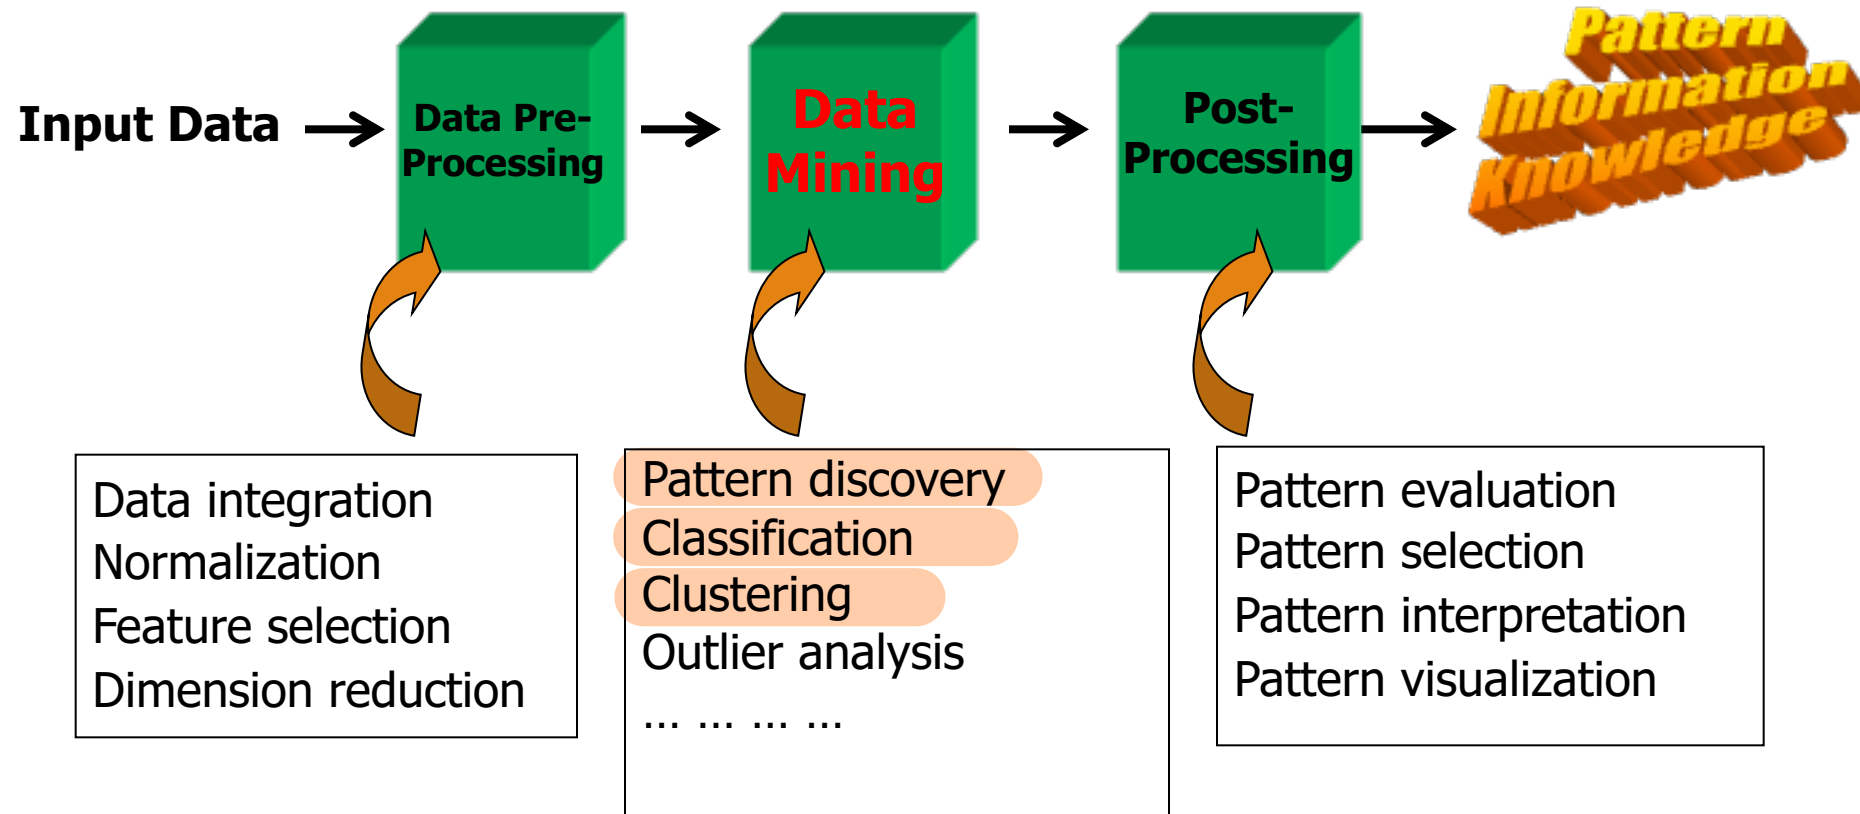 Input Data
Data Pre-
Processing
Data
Mining
Post-
Processing
Pattern
Information
Knowledge
Data integration
Normalization
Feature selection
Dimension reduction
Pattern discovery
Classification
Clustering
Outlier analysis
... ... ... ...
Pattern evaluation
Pattern selection
Pattern interpretation
Pattern visualization